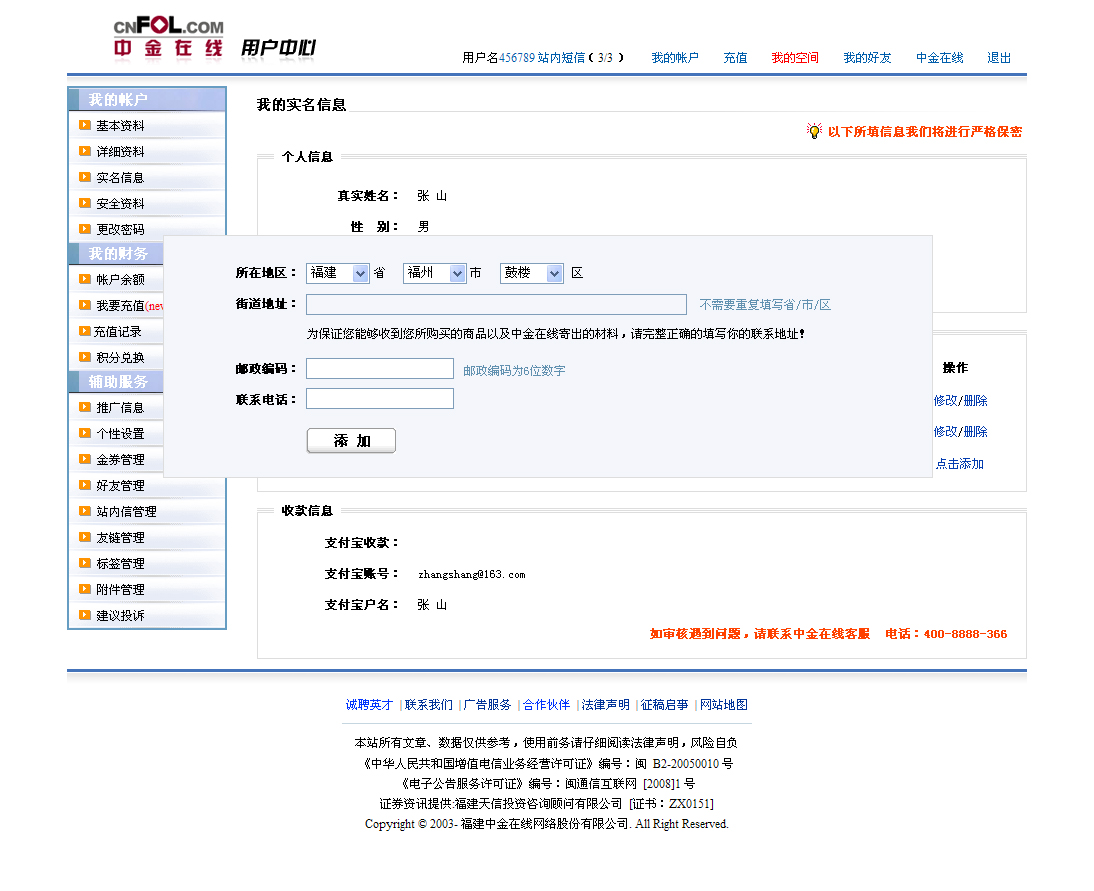 CNFOL.COM
中金在线 用户中心
用户名456789 站内短信 ( 3/3 ) 我的帐户 充值 我的空间 我的好友 中金在线 退出
我的帐户
基本资料
详细资料
实名信息
安全资料
更改密码
我的财务
帐户余额
我要充值(new
充值记录
积分兑换
辅助服务
推广信息
个性设置
金券管理
好友管理
站内信管理
友链管理
标签管理
附件管理
建议投诉
我的实名信息
以下所填信息我们将进行严格保密
个人信息
真实姓名： 张 山
性 别： 男
所在地区： 福建 省 福州 市 鼓楼 区
街道地址： 不需要重复填写省/市/区
为保证您能够收到您所购买的商品以及中金在线寄出的材料，请完整正确的填写你的联系地址！
邮政编码： 邮政编码为6位数字
联系电话：
添 加
操作
修改/删除
修改/删除
点击添加
收款信息
支付宝收款：
支付宝账号： zhangshang@163.com
支付宝户名： 张 山
如审核遇到问题，请联系中金在线客服 电话：400-8888-366
诚聘英才 | 联系我们 | 广告服务 | 合作伙伴 | 法律声明 | 征稿启事 | 网站地图
本站所有文章、数据仅供参考，使用前务请仔细阅读法律声明，风险自负
《中华人民共和国增值电信业务经营许可证》编号：闽 B2-20050010 号
《电子公告服务许可证》编号：闽通信互联网 [2008]1 号
证券资讯提供:福建天信投资咨询顾问有限公司 [证书：ZX0151]
Copyright © 2003- 福建中金在线网络股份有限公司. All Right Reserved.